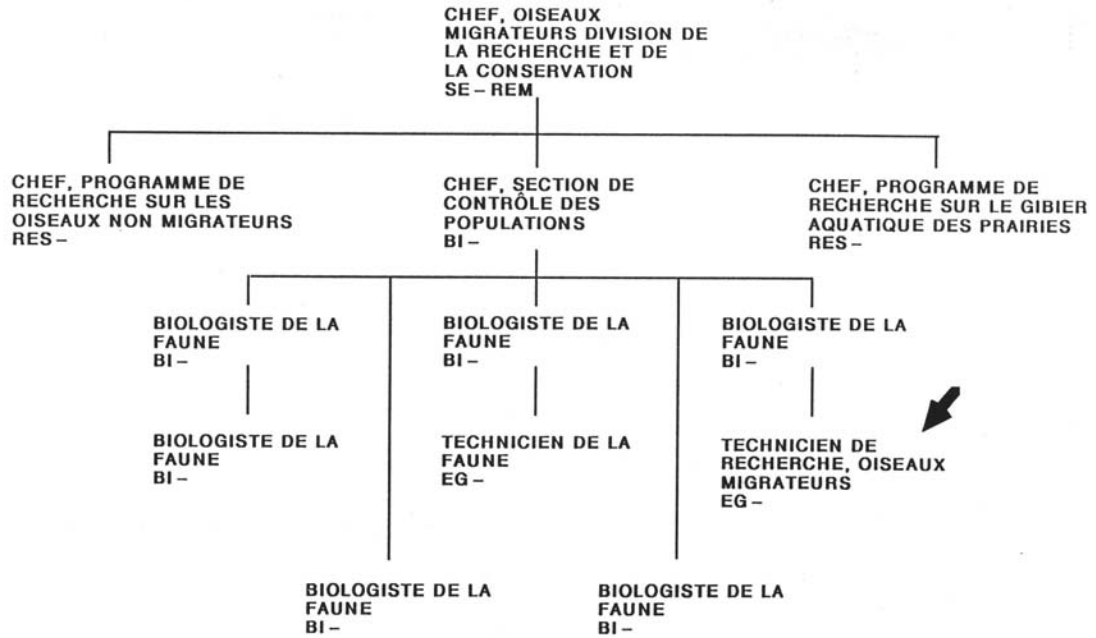 CHEF, OISEAUX
MIGRATEURS DIVISION DE
LA RECHERCHE ET DE
LA CONSERVATION
SE – REM
CHEF, PROGRAMME DE
RECHERCHE SUR LES
OISEAUX NON MIGRATEURS
RES –
CHEF, SECTION DE
CONTRÔLE DES
POPULATIONS
BI –
CHEF, PROGRAMME DE
RECHERCHE SUR LE GIBIER
AQUATIQUE DES PRAIRIES
RES –
BIOLOGISTE DE LA
FAUNE
BI –
BIOLOGISTE DE LA
FAUNE
BI –
BIOLOGISTE DE LA
FAUNE
BI –
BIOLOGISTE DE LA
FAUNE
BI –
TECHNICIEN DE LA
FAUNE
EG –
TECHNICIEN DE
RECHERCHE, OISEAUX
MIGRATEURS
EG –
BIOLOGISTE DE LA
FAUNE
BI –
BIOLOGISTE DE LA
FAUNE
BI –